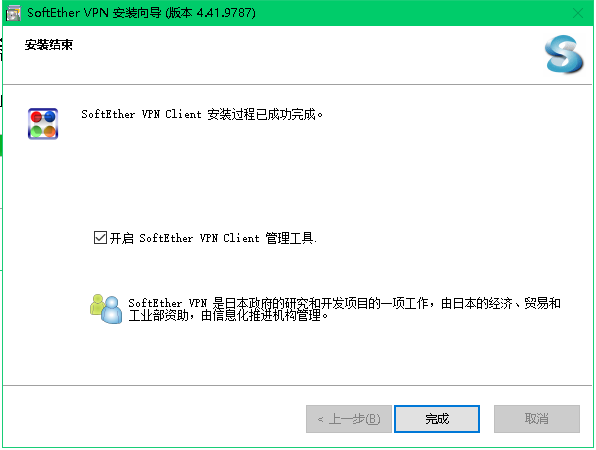 SoftEther VPN 安装向导 (版本 4.41.9787)
安装结束
SoftEther VPN Client 安装过程已成功完成。
开启 SoftEther VPN Client 管理工具.
SoftEther VPN 是日本政府的研究和开发项目的一项工作，由日本的经济、贸易和
工业部资助，由信息化推进机构管理。
< 上一步(B)
完成
取消